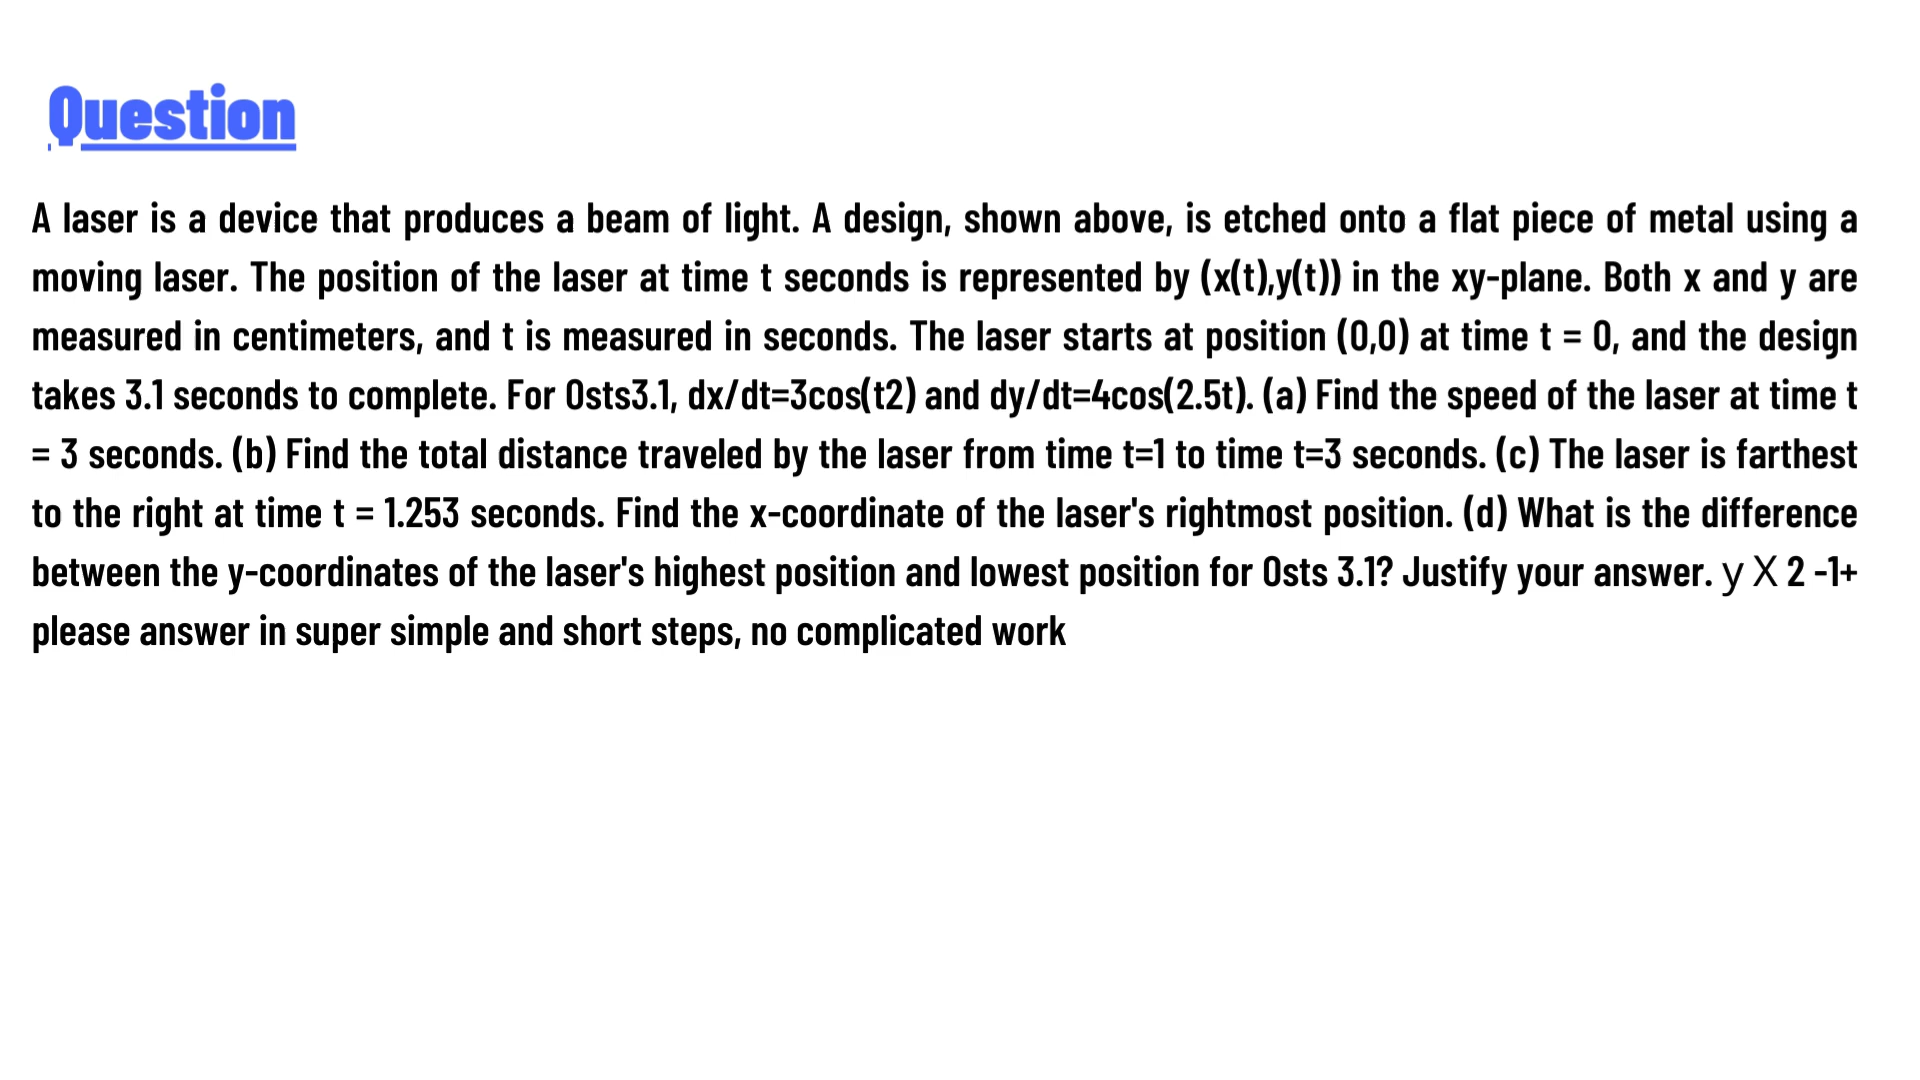 Question
A laser is a device that produces a beam of light. A design, shown above, is etched onto a flat piece of metal using a
moving laser. The position of the laser at time t seconds is represented by (x(t),y(t)) in the xy-plane. Both x and y are
measured in centimeters, and t is measured in seconds. The laser starts at position (0,0) at time t = 0, and the design
takes 3.1 seconds to complete. For 0sts3.1, dx/dt=3cos(t2) and dy/dt=4cos(2.5t). (a) Find the speed of the laser at time t
= 3 seconds. (b) Find the total distance traveled by the laser from time t=1 to time t=3 seconds. (c) The laser is farthest
to the right at time t = 1.253 seconds. Find the x-coordinate of the laser's rightmost position. (d) What is the difference
between the y-coordinates of the laser's highest position and lowest position for 0sts 3.1? Justify your answer. y X 2 -1+
please answer in super simple and short steps, no complicated work